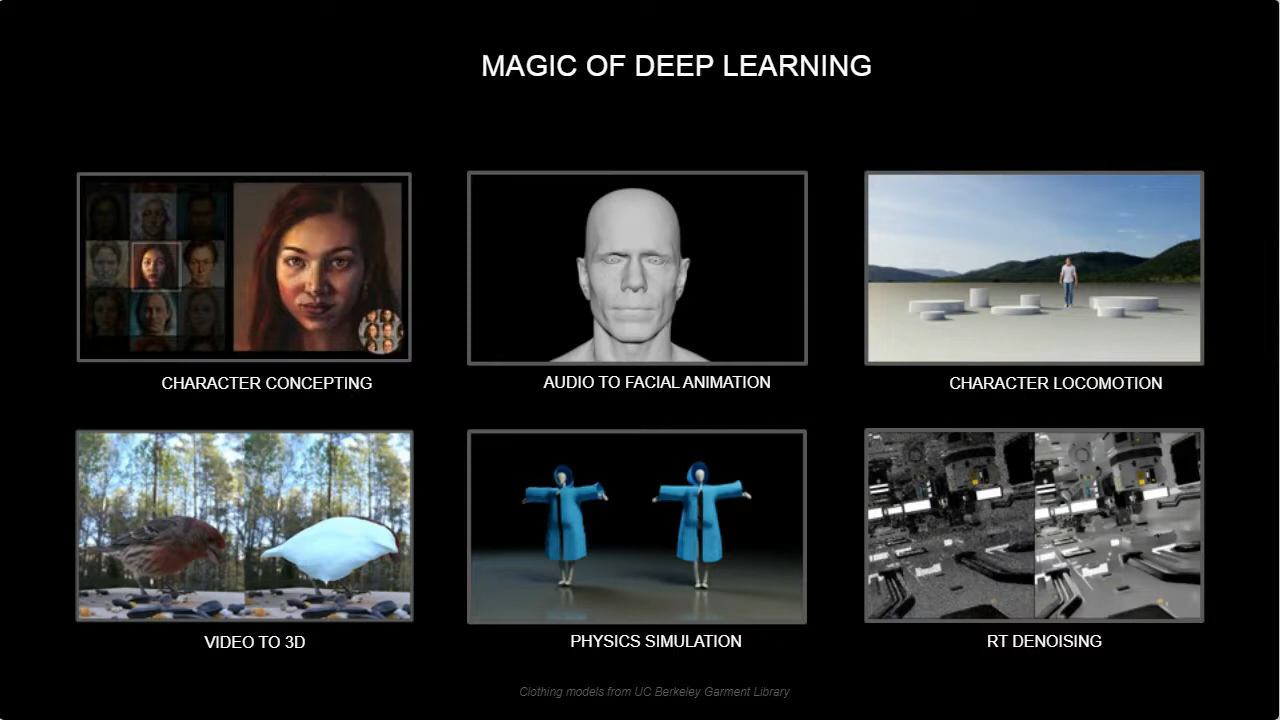 MAGIC OF DEEP LEARNING
CHARACTER CONCEPTING
AUDIO TO FACIAL ANIMATION
CHARACTER LOCOMOTION
VIDEO TO 3D
PHYSICS SIMULATION
RT DENOISING
Clothing models from UC Berkeley Garment Library